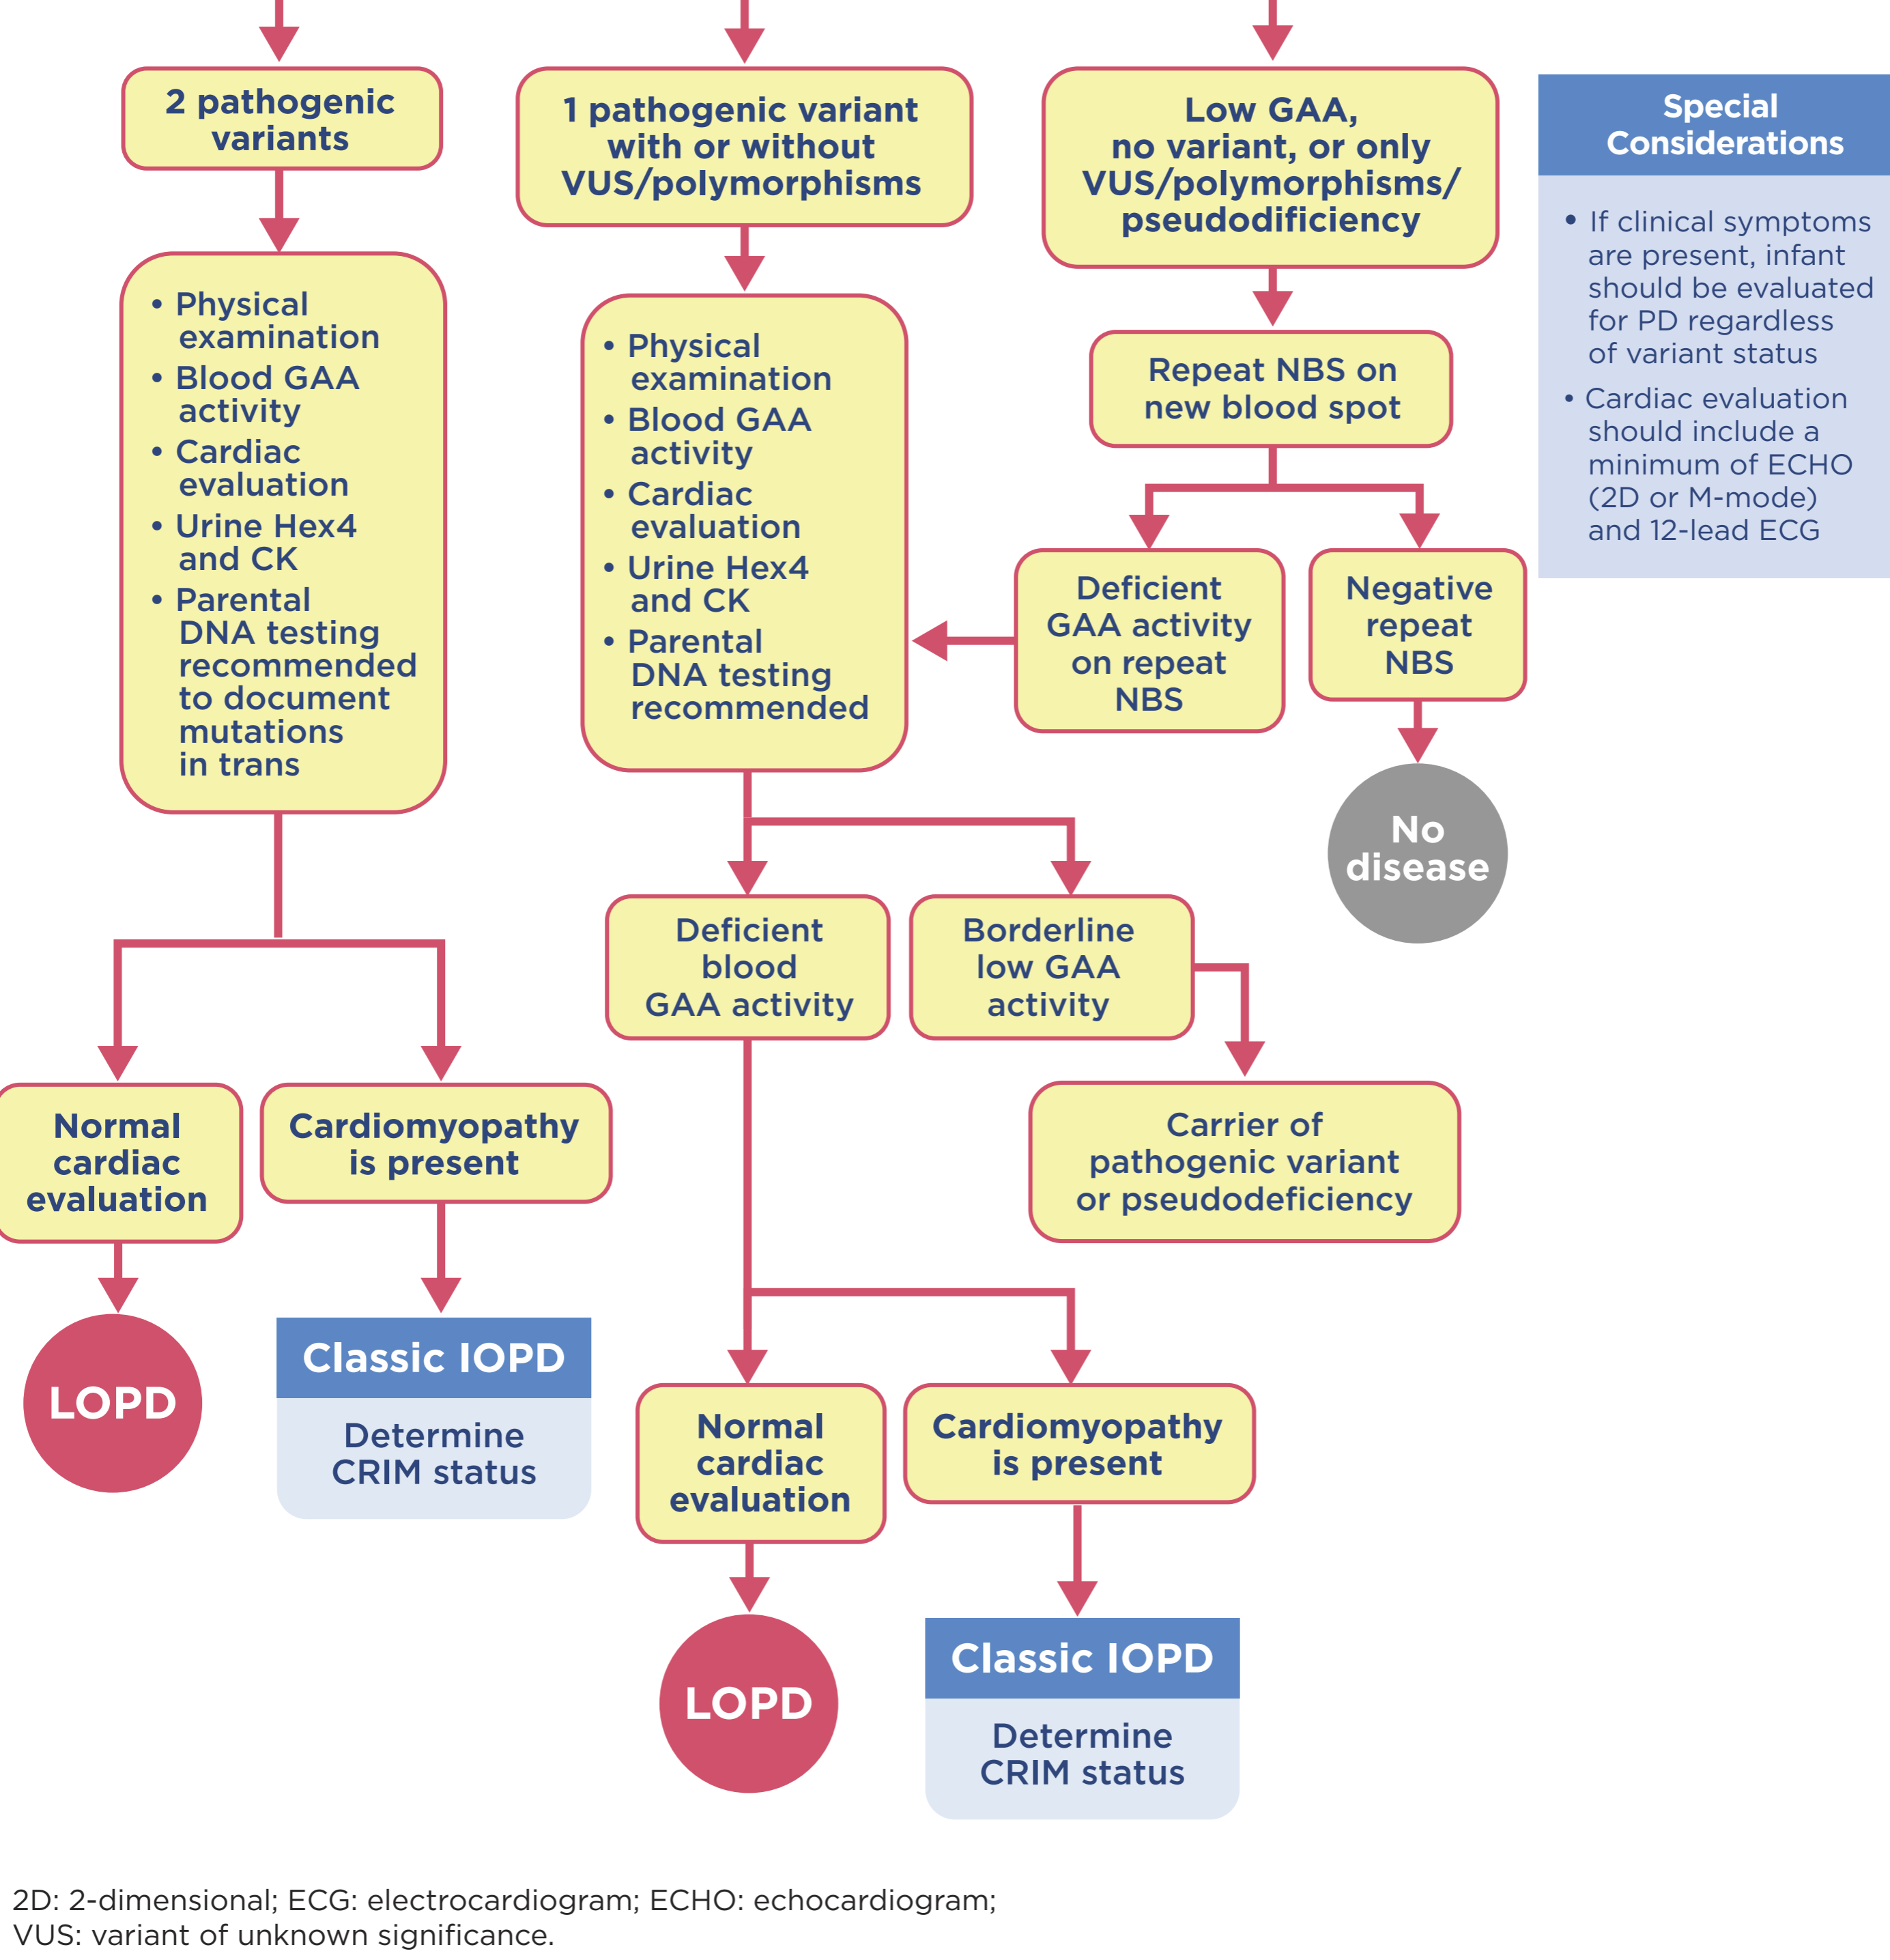 2 pathogenic
variants
1 pathogenic variant
with or without
VUS/polymorphisms
Low GAA,
no variant, or only
VUS/polymorphisms/
pseudodificiency
Special
Considerations
• If clinical symptoms
are present, infant
should be evaluated
for PD regardless
of variant status
• Cardiac evaluation
should include a
minimum of ECHO
(2D or M-mode)
and 12-lead ECG
• Physical
examination
• Blood GAA
activity
• Cardiac
evaluation
• Urine Hex4
and CK
• Parental
DNA testing
recommended
to document
mutations
in trans
• Physical
examination
• Blood GAA
activity
• Cardiac
evaluation
• Urine Hex4
and CK
• Parental
DNA testing
recommended
Repeat NBS on
new blood spot
Deficient
GAA activity
on repeat
NBS
Negative
repeat
NBS
No
disease
Deficient
blood
GAA activity
Borderline
low GAA
activity
Carrier of
pathogenic variant
or pseudodeficiency
Normal
cardiac
evaluation
Cardiomyopathy
is present
LOPD
Classic IOPD
Determine
CRIM status
Normal
cardiac
evaluation
Cardiomyopathy
is present
LOPD
Classic IOPD
Determine
CRIM status
2D: 2-dimensional; ECG: electrocardiogram; ECHO: echocardiogram;
VUS: variant of unknown significance.